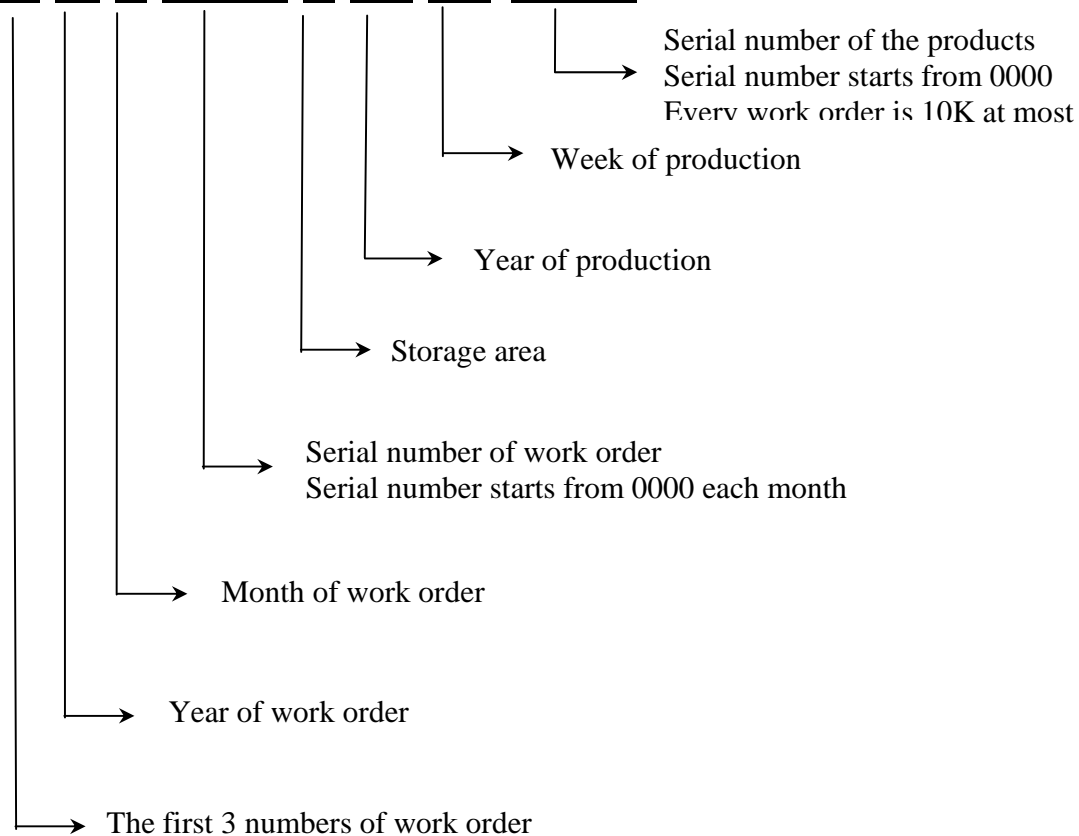 Serial number of the products
Serial number starts from 0000
Every work order is 10K at most
Week of production
Year of production
Storage area
Serial number of work order
Serial number starts from 0000 each month
Month of work order
Year of work order
The first 3 numbers of work order